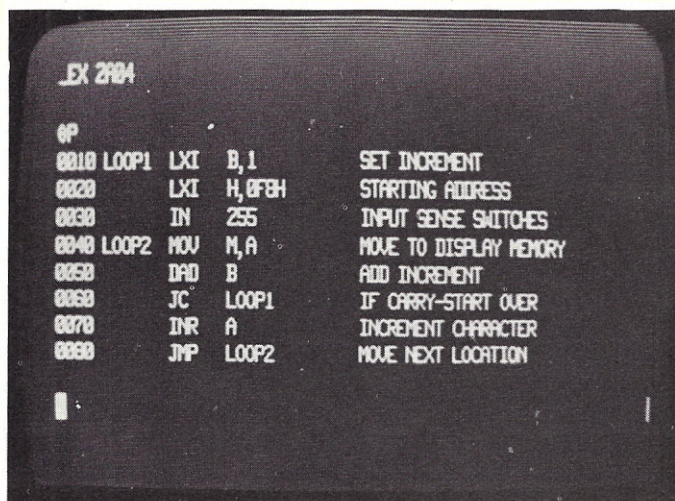 _EX 2A04
@P
0010 LOOP1 LXI B,1 SET INCREMENT
0020 LXI H,0F8H STARTING ADDRESS
0030 IN 255 INPUT SENSE SWITCHES
0040 LOOP2 MOV M,A MOVE TO DISPLAY MEMORY
0050 DAD B ADD INCREMENT
0060 JC LOOP1 IF CARRY-START OVER
0070 INR A INCREMENT CHARACTER
0080 JMP LOOP2 MOVE NEXT LOCATION